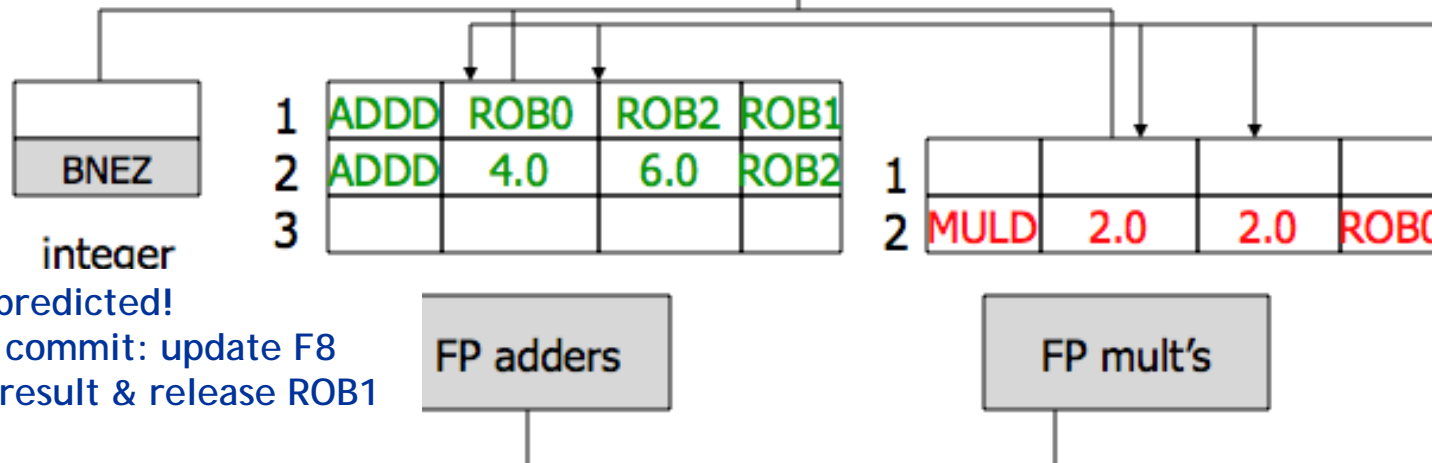 1 ADDD ROB0 ROB2 ROB1
BNEZ
2 ADDD 4.0 6.0 ROB2
3
1
2 MULD 2.0 2.0 ROB0
integer
predicted!
commit: update F8
result & release ROB1
FP adders
FP mult's